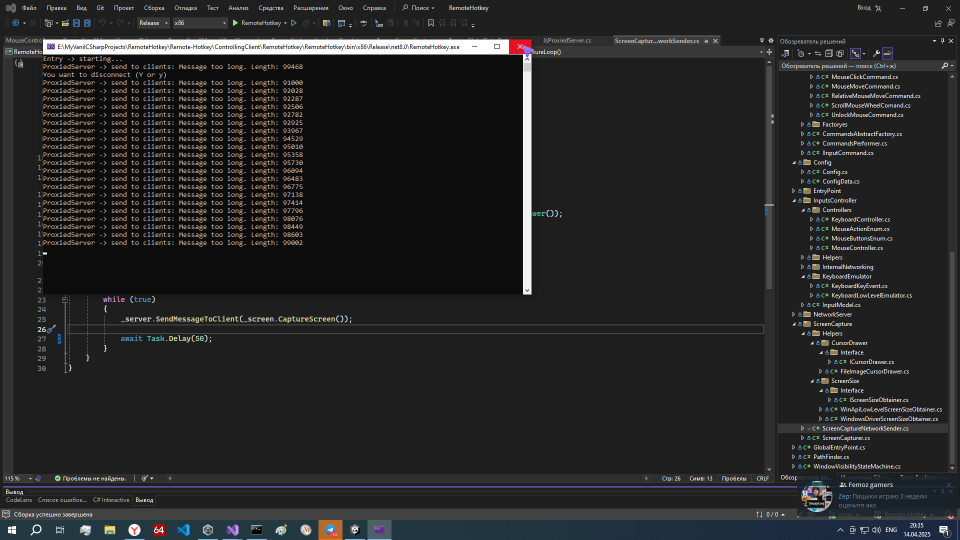 Файл Правка Вид Git Проект Сборка Отладка Тест Анализ Средства Расширения Окно Справка Поиск RemoteHotkey Вход
Release x86 RemoteHotkey
MouseControl
IsProxiedServer.cs
ScreenCaptur...workSender.cs
RemoteHo
E:\MyVanilCSharpProjects\RemoteHotkey\Remote-Hotkey\ControllingClient\RemoteHotkey\RemoteHotkey\bin\x86\Release\net8.0\RemoteHotkey.exe
tureLoop()
Entry -> starting...
ProxiedServer -> send to clients: Message too long. Length: 99468
You want to disconnect (Y or y)
ProxiedServer -> send to clients: Message too long. Length: 91000
ProxiedServer -> send to clients: Message too long. Length: 92028
ProxiedServer -> send to clients: Message too long. Length: 92287
ProxiedServer -> send to clients: Message too long. Length: 92506
ProxiedServer -> send to clients: Message too long. Length: 92782
ProxiedServer -> send to clients: Message too long. Length: 92925
ProxiedServer -> send to clients: Message too long. Length: 93967
ProxiedServer -> send to clients: Message too long. Length: 94529
ProxiedServer -> send to clients: Message too long. Length: 95010
ProxiedServer -> send to clients: Message too long. Length: 95358
ProxiedServer -> send to clients: Message too long. Length: 95730
ProxiedServer -> send to clients: Message too long. Length: 96094
ProxiedServer -> send to clients: Message too long. Length: 96483
ProxiedServer -> send to clients: Message too long. Length: 96775
ProxiedServer -> send to clients: Message too long. Length: 97138
ProxiedServer -> send to clients: Message too long. Length: 97414
ProxiedServer -> send to clients: Message too long. Length: 97796
ProxiedServer -> send to clients: Message too long. Length: 98076
ProxiedServer -> send to clients: Message too long. Length: 98449
ProxiedServer -> send to clients: Message too long. Length: 98603
ProxiedServer -> send to clients: Message too long. Length: 99002
wer());
23 while (true)
24 {
25 _server.SendMessageToClient(_screen.CaptureScreen());
26
27 await Task.Delay(50);
28 }
29 }
30 }
115 % Проблемы не найдены. Стр: 26 Симв: 13 Пробелы CRLF
Вывод
CodeLens Список ошибок... C# Interactive Вывод
Сборка успешно завершена
0 / 0
Обозреватель решений
Обозреватель решений — поиск (Ctrl+ж)
MouseClickCommand.cs
MouseMoveCommand.cs
RelativeMouseMoveCommand.cs
ScrollMouseWheelComand.cs
UnlockMouseCommand.cs
Factoryes
CommandsAbstractFactory.cs
CommandsPerformer.cs
InputCommand.cs
Config
Config.cs
ConfigData.cs
EntryPoint
InputsController
Controllers
KeyboardController.cs
MouseActionEnum.cs
MouseButtonsEnum.cs
MouseController.cs
Helpers
InternalNetworking
KeyboardEmulator
KeyboardKeyEvent.cs
KeyboardLowLevelEmulator.cs
InputModel.cs
NetworkServer
ScreenCapture
Helpers
CursorDrawer
Interface
ICursorDrawer.cs
FileImageCursorDrawer.cs
ScreenSize
Interface
IScreenSizeObtainer.cs
WinApiLowLevelScreenSizeObtainer.cs
WindowsDriverScreenSizeObtainer.cs
ScreenCaptureNetworkSender.cs
ScreenCapturer.cs
GlobalEntryPoint.cs
PathFinder.cs
WindowVisibilityStateMachine.cs
Femoz gamers
Zep: Пацыки играю 3 недели
оцените акк
64
ENG
20:35
14.04.2025